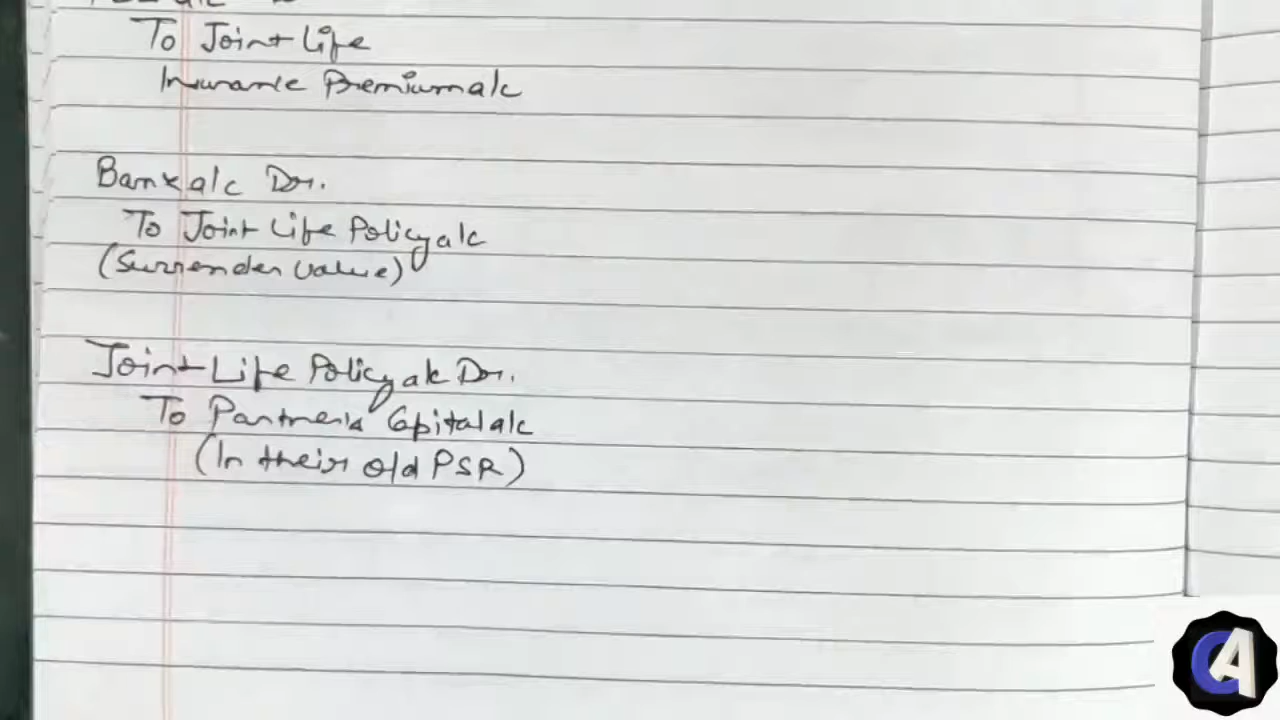 To Joint Life
Insurance Premium a/c
Bank a/c Dr.
To Joint Life Policy a/c
(Surrender value)
Joint Life Policy a/c Dr.
To Partner's Capital a/c
(In their old PSR)
CA